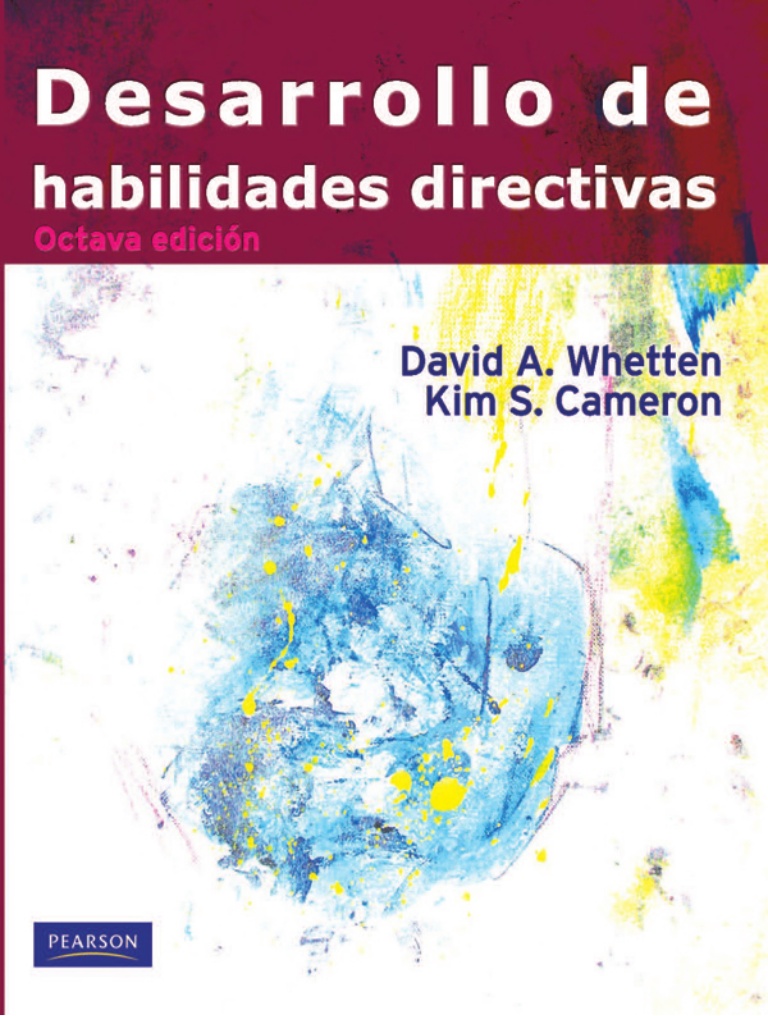 Desarrollo de
habilidades directivas
Octava edición
David A. Whetten
Kim S. Cameron
PEARSON